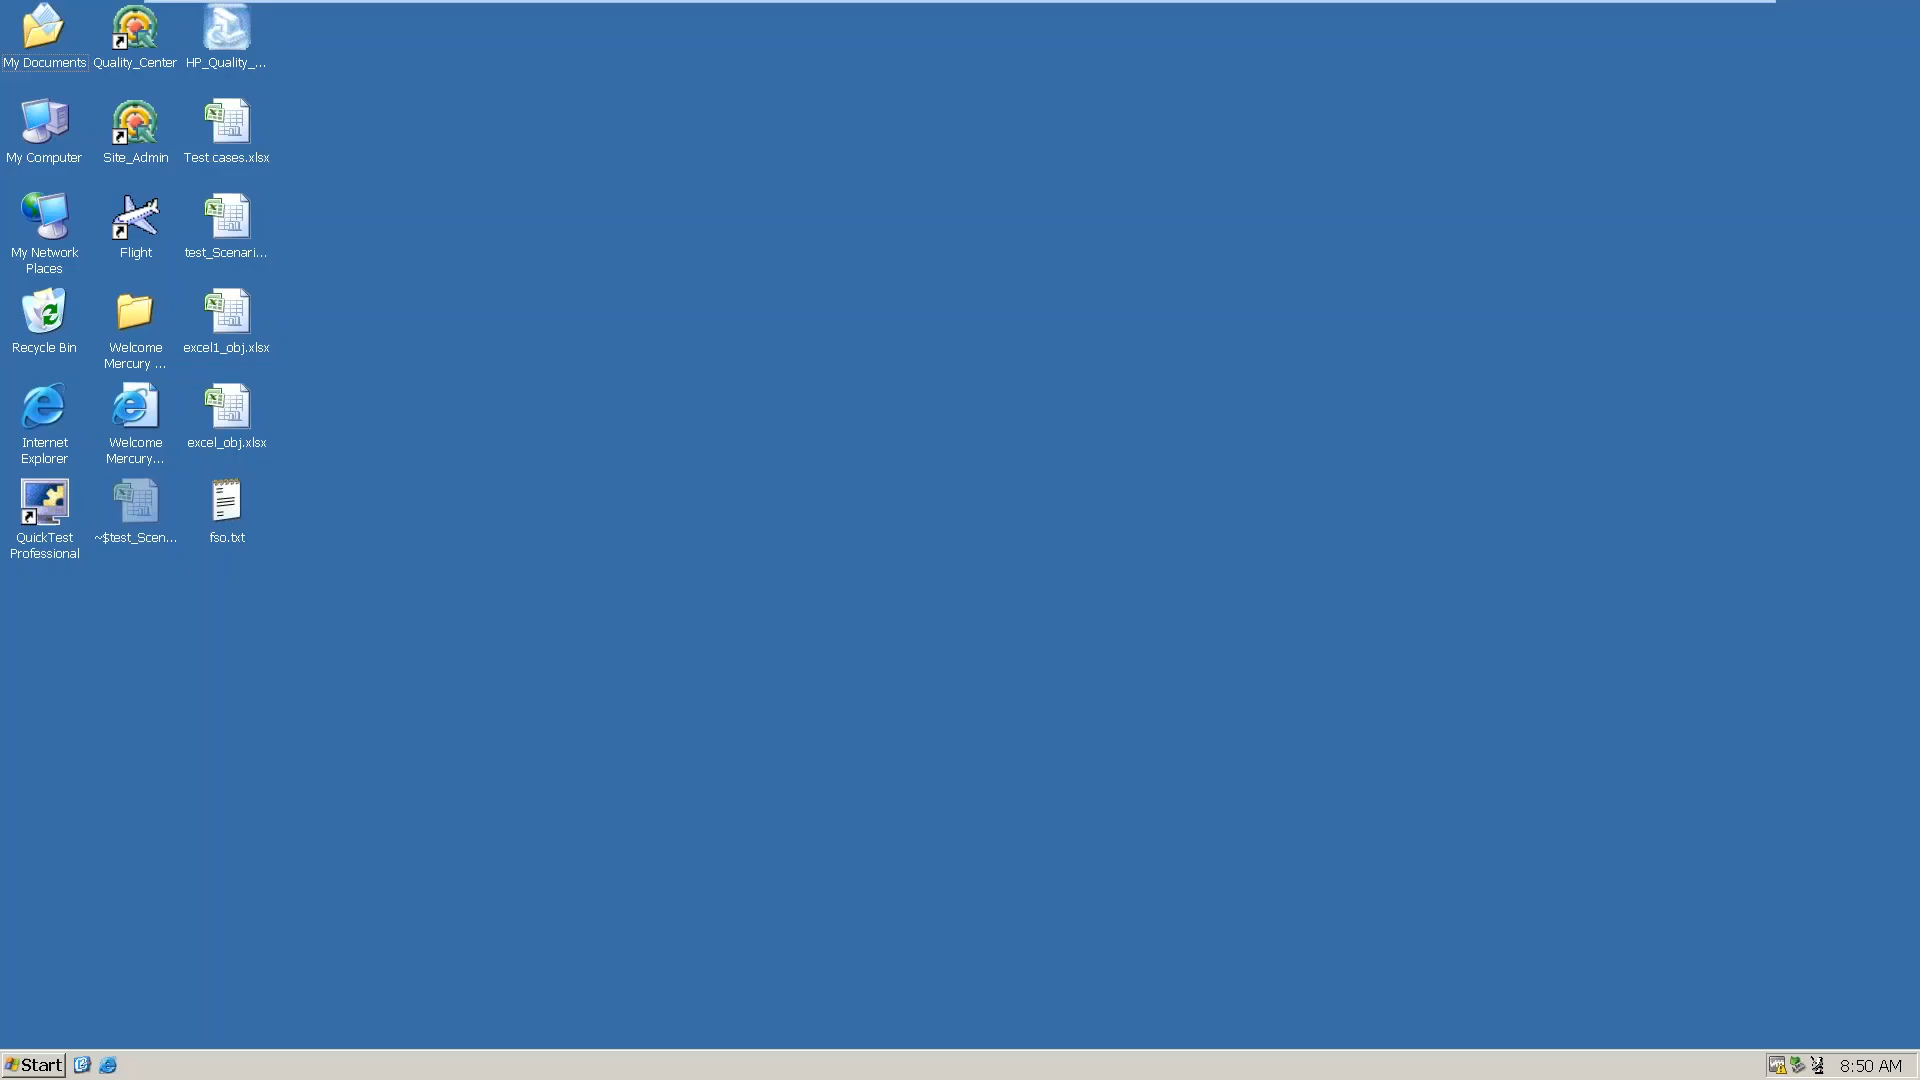 My Documents
Quality_Center
HP_Quality_...
My Computer
Site_Admin
Test cases.xlsx
My Network
Places
Flight
test_Scenari...
Recycle Bin
Welcome
Mercury ...
excel1_obj.xlsx
Internet
Explorer
Welcome
Mercury...
excel_obj.xlsx
QuickTest
Professional
~$test_Scen...
fso.txt
Start
8:50 AM